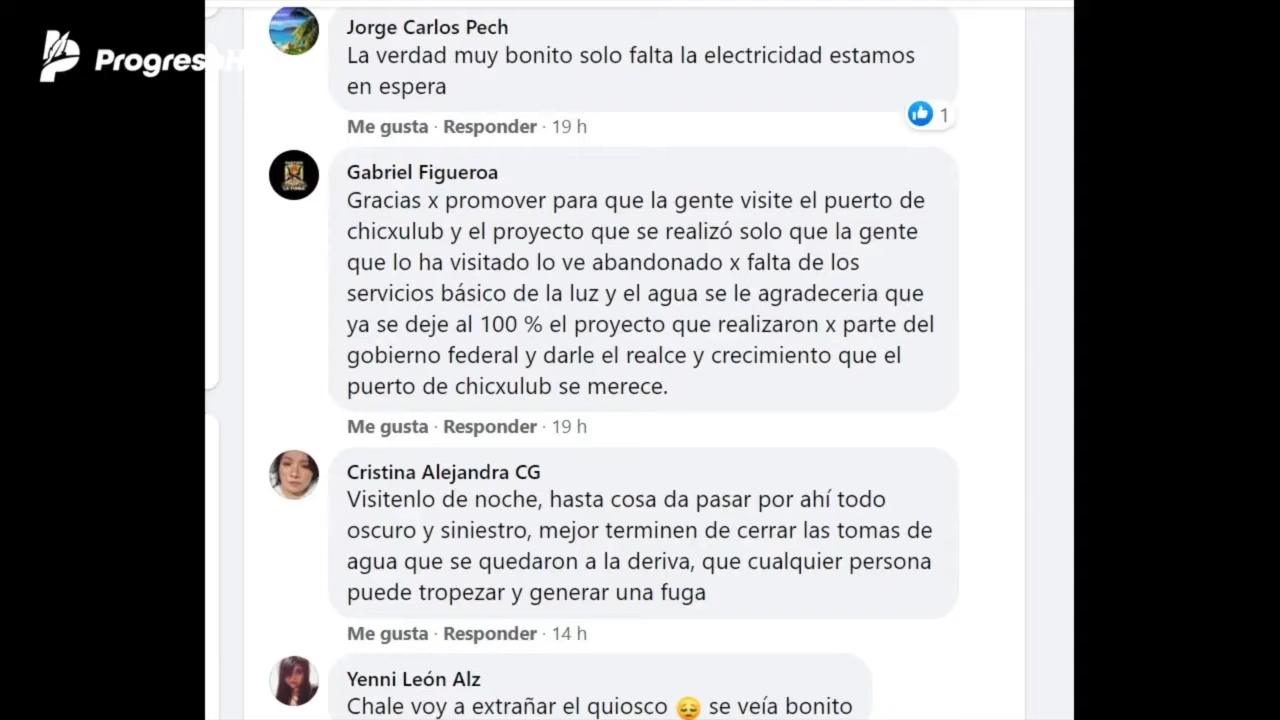 ProgresoH
Jorge Carlos Pech
La verdad muy bonito solo falta la electricidad estamos
en espera
1
Me gusta · Responder · 19 h
Gabriel Figueroa
Gracias x promover para que la gente visite el puerto de
chicxulub y el proyecto que se realizó solo que la gente
que lo ha visitado lo ve abandonado x falta de los
servicios básico de la luz y el agua se le agradeceria que
ya se deje al 100 % el proyecto que realizaron x parte del
gobierno federal y darle el realce y crecimiento que el
puerto de chicxulub se merece.
Me gusta · Responder · 19 h
Cristina Alejandra CG
Visitenlo de noche, hasta cosa da pasar por ahí todo
oscuro y siniestro, mejor terminen de cerrar las tomas de
agua que se quedaron a la deriva, que cualquier persona
puede tropezar y generar una fuga
Me gusta · Responder · 14 h
Yenni León Alz
Chale voy a extrañar el quiosco 😔 se veía bonito